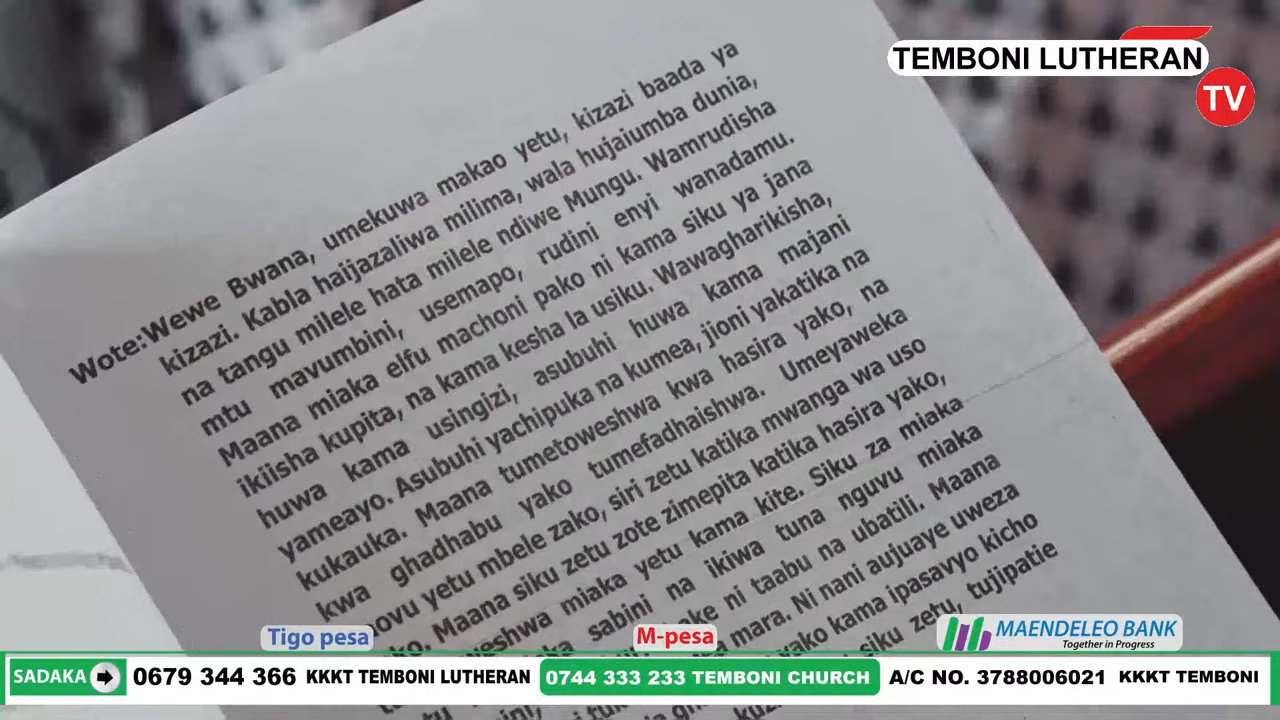 TEMBONI LUTHERAN
TV
Wote:Wewe Bwana, umekuwa makao yetu, kizazi baada ya
kizazi. Kabla haijazaliwa milima, wala hujaiumba dunia,
na tangu milele hata milele ndiwe Mungu. Wamrudisha
mtu mavumbini, usemapo, rudini enyi wanadamu.
Maana miaka elfu machoni pako ni kama siku ya jana
ikiisha kupita, na kama kesha la usiku. Wawagharikisha,
huwa kama usingizi, asubuhi huwa kama majani
yameayo. Asubuhi yachipuka na kumea, jioni yakatika na
kukauka. Maana tumetoweshwa kwa hasira yako, na
kwa ghadhabu yako tumefadhaishwa. Umeyaweka
ovu yetu mbele zako, siri zetu katika mwanga wa uso
ko. Maana siku zetu zote zimepita katika hasira yako,
weshwa miaka yetu kama kite. Siku za miaka
sabini na ikiwa tuna nguvu miaka
ake ni taabu na ubatili. Maana
mara. Ni nani aujuaye uweza
wako kama ipasavyo kicho
siku zetu, tujipatie
Tigo pesa
M-pesa
MAENDELEO BANK
Together in Progress
SADAKA
0679 344 366 KKKT TEMBONI LUTHERAN
0744 333 233 TEMBONI CHURCH
A/C NO. 3788006021 KKKT TEMBONI